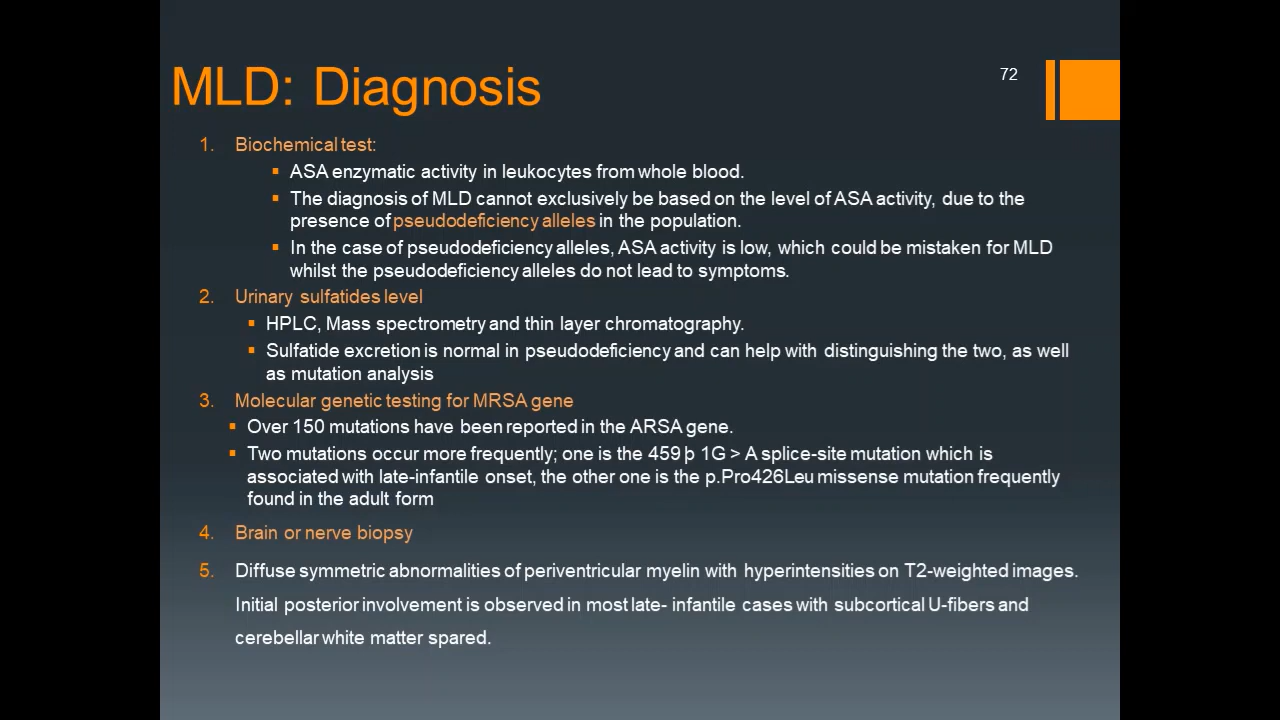 72
MLD: Diagnosis
1. Biochemical test:
▪ ASA enzymatic activity in leukocytes from whole blood.
▪ The diagnosis of MLD cannot exclusively be based on the level of ASA activity, due to the
presence of pseudodeficiency alleles in the population.
▪ In the case of pseudodeficiency alleles, ASA activity is low, which could be mistaken for MLD
whilst the pseudodeficiency alleles do not lead to symptoms.
2. Urinary sulfatides level
▪ HPLC, Mass spectrometry and thin layer chromatography.
▪ Sulfatide excretion is normal in pseudodeficiency and can help with distinguishing the two, as well
as mutation analysis
3. Molecular genetic testing for MRSA gene
▪ Over 150 mutations have been reported in the ARSA gene.
▪ Two mutations occur more frequently; one is the 459 þ 1G > A splice-site mutation which is
associated with late-infantile onset, the other one is the p.Pro426Leu missense mutation frequently
found in the adult form
4. Brain or nerve biopsy
5. Diffuse symmetric abnormalities of periventricular myelin with hyperintensities on T2-weighted images.
Initial posterior involvement is observed in most late- infantile cases with subcortical U-fibers and
cerebellar white matter spared.